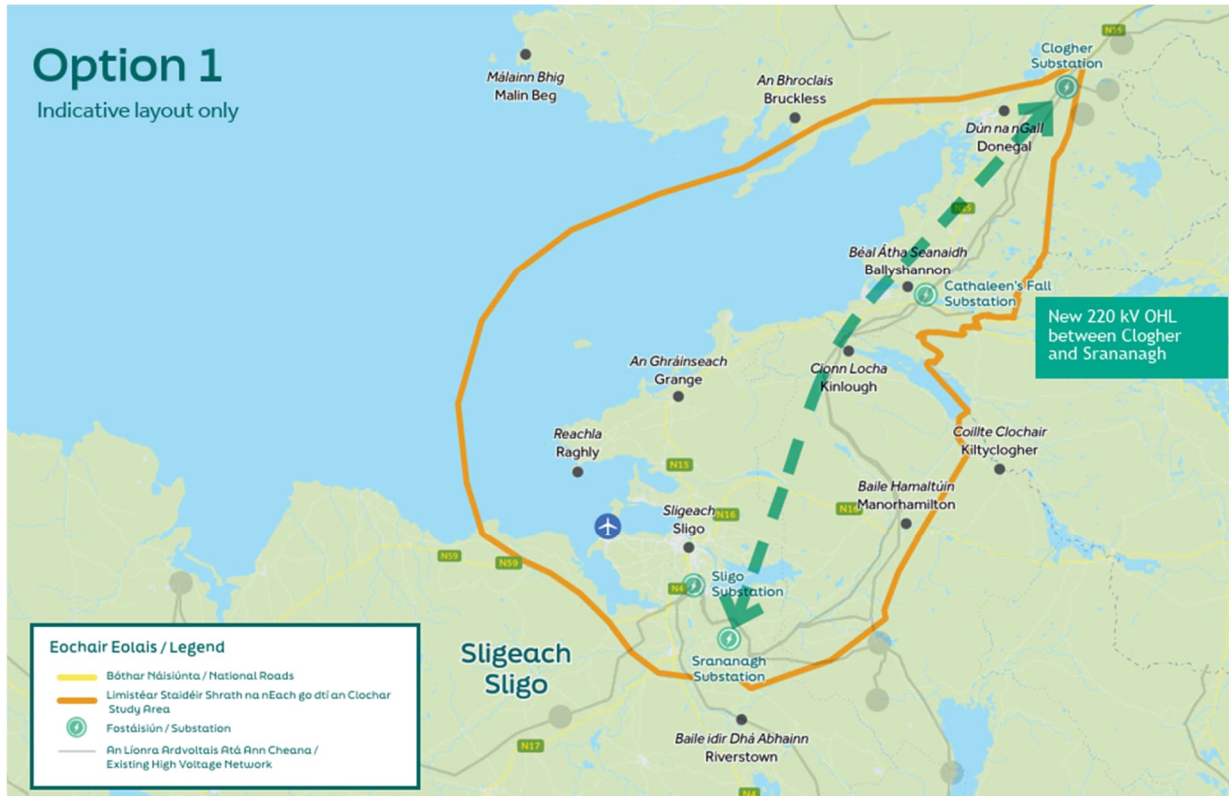 Option 1
Indicative layout only
N15
Clogher
Substation
Málainn Bhig
Malin Beg
An Bhroclais
Bruckless
Dún na nGall
Donegal
N15
Béal Átha Seanaidh
Ballyshannon
Cathaleen's Fall
Substation
New 220 kV OHL
between Clogher
and Srananagh
An Ghráinseach
Grange
Cionn Locha
Kinlough
Reachla
Raghly
N15
Coillte Clochair
Kiltyclogher
Baile Hamaltúin
Manorhamilton
N16
Sligeach
Sligo
N16
N59
N59
Sligo
Substation
N4
Srananagh
Substation
Sligeach
Sligo
Baile idir Dhá Abhainn
Riverstown
N17
N4
Eochair Eolais / Legend
Bóthar Náisiúnta / National Roads
Limistéar Staidéir Shrath na nEach go dtí an Clochar
Study Area
Fostáisiún / Substation
An Líonra Ardvoltais Atá Ann Cheana /
Existing High Voltage Network